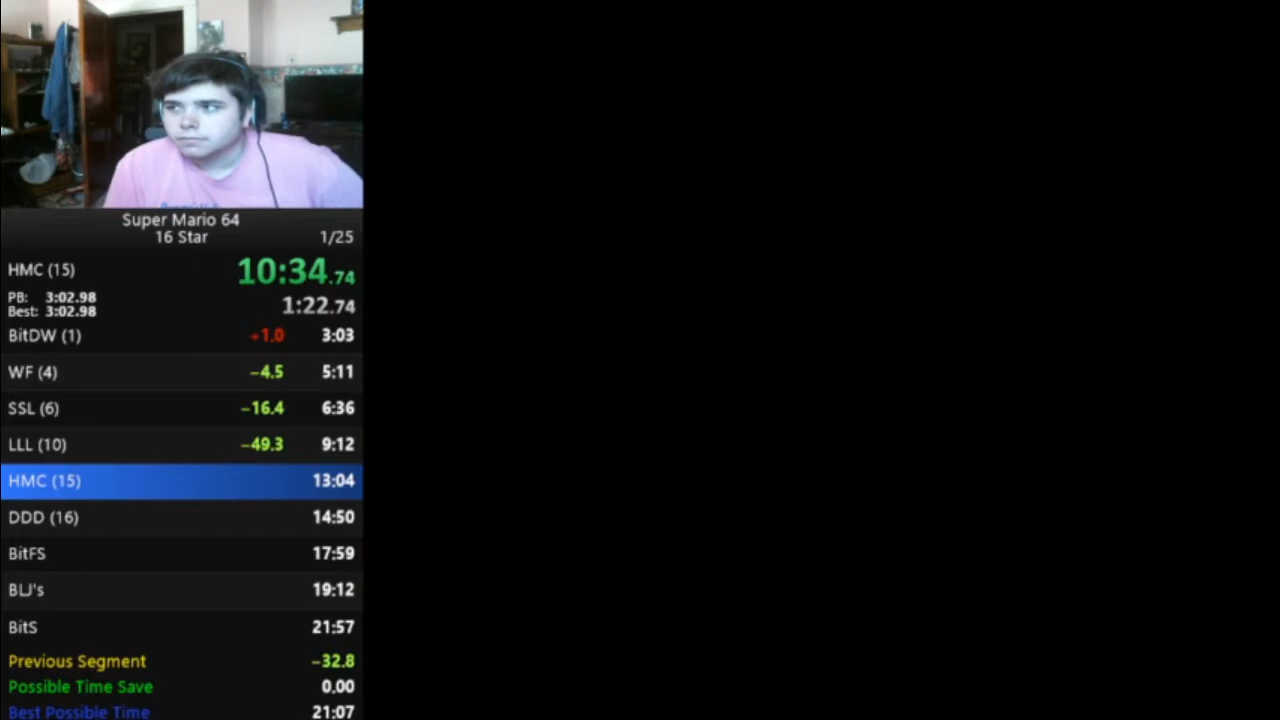 Super Mario 64
16 Star 1/25
HMC (15) 10:34.74
PB: 3:02.98
Best: 3:02.98 1:22.74
BitDW (1) +1.0 3:03
WF (4) -4.5 5:11
SSL (6) -16.4 6:36
LLL (10) -49.3 9:12
HMC (15) 13:04
DDD (16) 14:50
BitFS 17:59
BLJ's 19:12
BitS 21:57
Previous Segment -32.8
Possible Time Save 0.00
Best Possible Time 21:07